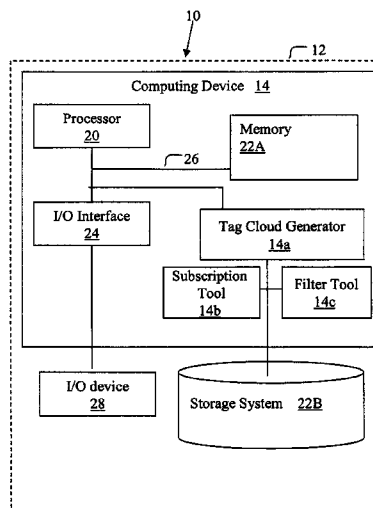 10
12
Computing Device 14
Processor
20
Memory
22A
26
I/O Interface
24
Tag Cloud Generator
14a
Subscription
Tool
14b
Filter Tool
14c
I/O device
28
Storage System 22B